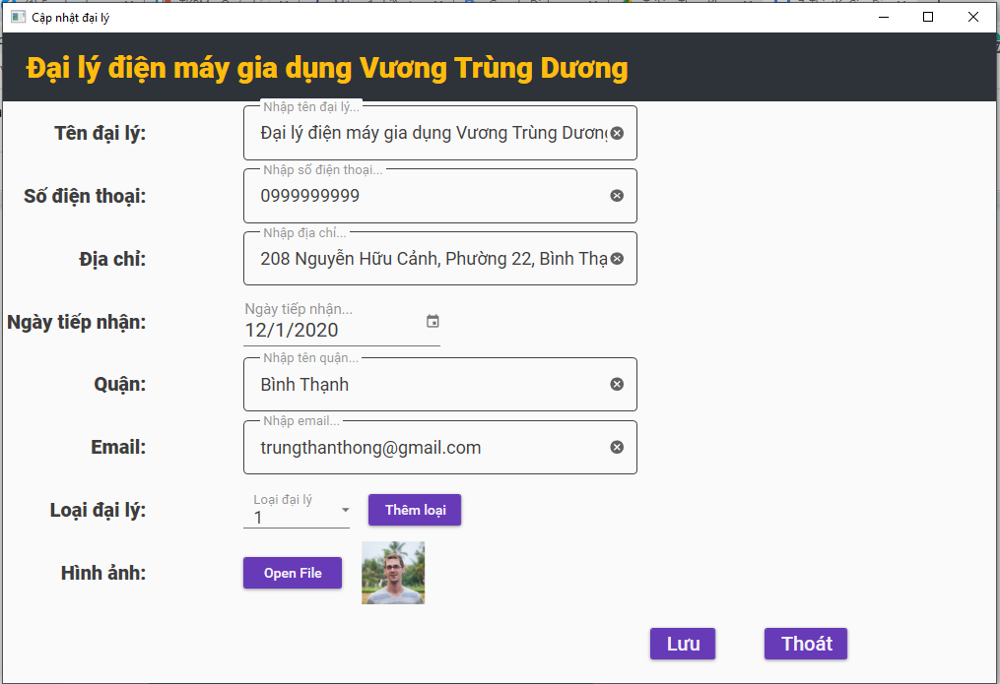 Cập nhật đại lý
Đại lý điện máy gia dụng Vương Trùng Dương
Nhập tên đại lý...
Tên đại lý: Đại lý điện máy gia dụng Vương Trùng Dương
Nhập số điện thoại...
Số điện thoại: 0999999999
Nhập địa chỉ...
Địa chỉ: 208 Nguyễn Hữu Cảnh, Phường 22, Bình Thạ
Ngày tiếp nhận...
Ngày tiếp nhận: 12/1/2020
Nhập tên quận...
Quận: Bình Thạnh
Nhập email...
Email: trungthanthong@gmail.com
Loại đại lý
Loại đại lý: 1 Thêm loại
Hình ảnh: Open File
Lưu Thoát